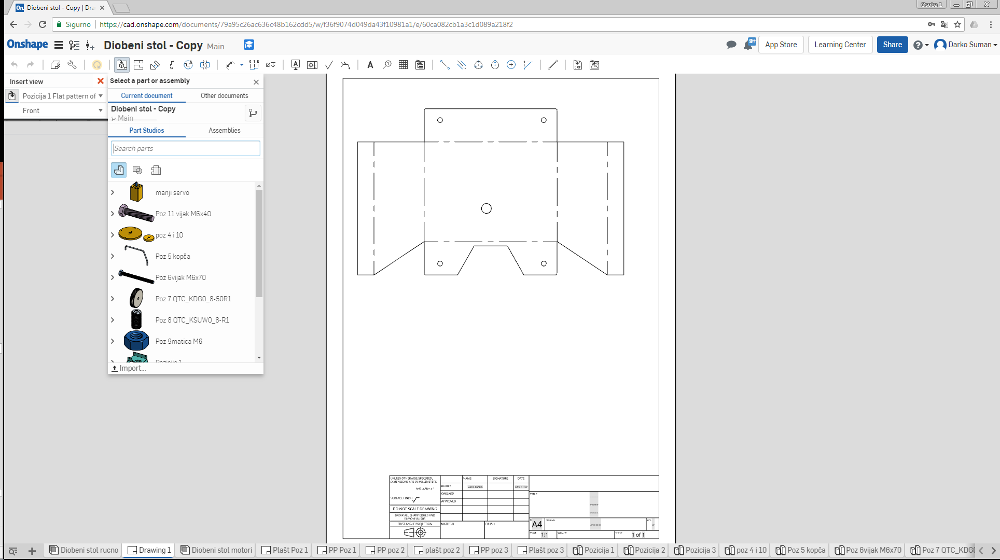 Diobeni stol - Copy | Dra
Osoba 1
Sigurno
https://cad.onshape.com/documents/79a95c26ac636c48b162cdd5/w/f36f9074d049da43f10981a1/e/60ca082cb1a3c1d089a218f2
Onshape
Diobeni stol - Copy Main
9+
App Store
Learning Center
Share
Darko Suman
Insert view
Pozicija 1 Flat pattern of
Front
Select a part or assembly
Current document
Other documents
Diobeni stol - Copy
Main
Part Studios
Assemblies
Search parts
manji servo
Poz 11 vijak M6x40
poz 4 i 10
Poz 5 kopča
Poz 6vijak M6x70
Poz 7 QTC_KDG0_8-50R1
Poz 8 QTC_KSUW0_8-R1
Poz 9matica M6
Pozicija 1
Import...
UNLESS OTHERWISE SPECIFIED,
DIMENSIONS ARE IN MILLIMETERS
SURFACE FINISH
DO NOT SCALE DRAWING
BREAK ALL SHARP EDGES AND
REMOVE BURRS
FIRST ANGLE PROJECTION
NAME
SIGNATURE
DATE
DRAWN
Darko Suman
CHECKED
APPROVED
MATERIAL
FINISH
TITLE
----
----
----
A4
----
-
SCALE
1:1
WEIGHT
SHEET
1 of 1
Diobeni stol rucno
Drawing 1
Diobeni stol motori
Plašt Poz 1
PP Poz 1
PP poz 2
plašt poz 2
PP poz 3
Plašt poz 3
Pozicija 1
Pozicija 2
Pozicija 3
poz 4 i 10
Poz 5 kopča
Poz 6vijak M6x70
Poz 7 QTC_KDG